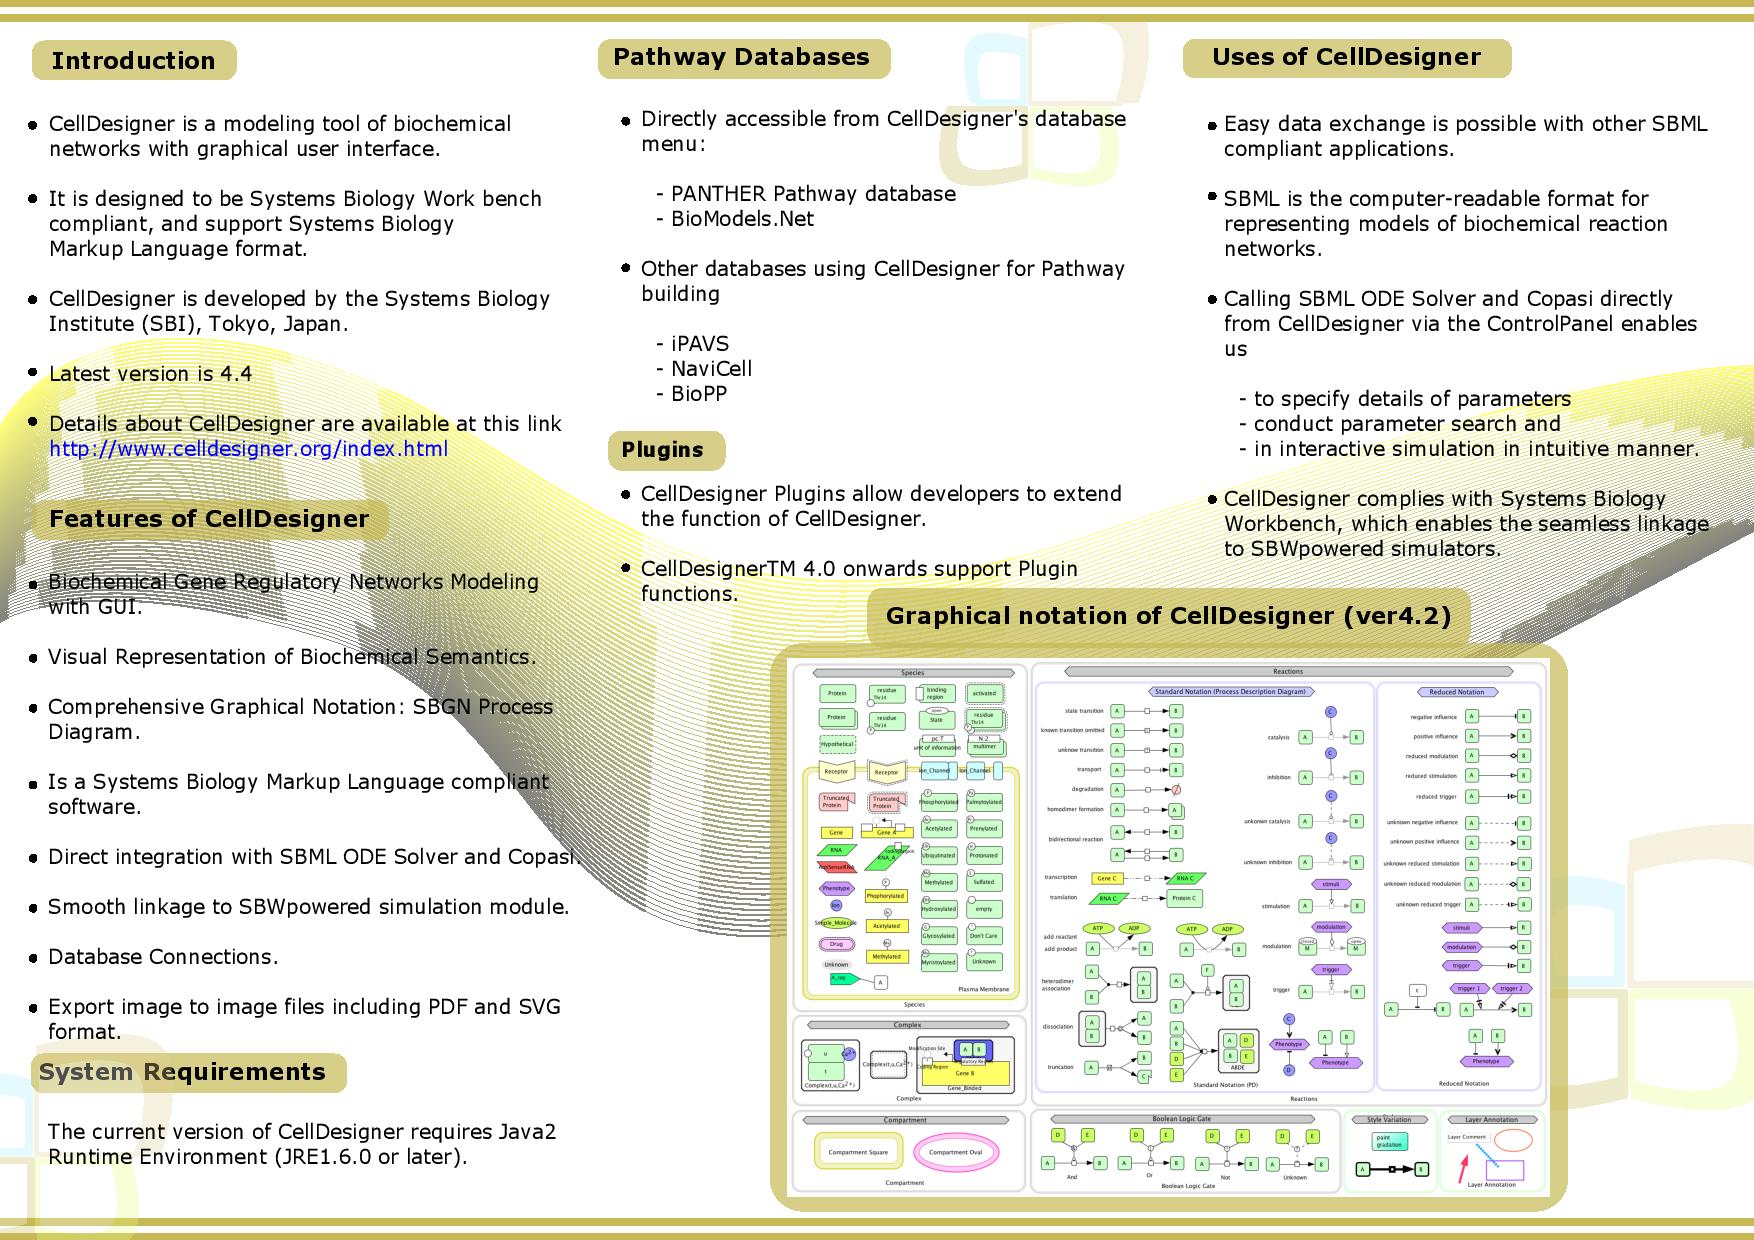 Introduction
• CellDesigner is a modeling tool of biochemical
networks with graphical user interface.
• It is designed to be Systems Biology Work bench
compliant, and support Systems Biology
Markup Language format.
• CellDesigner is developed by the Systems Biology
Institute (SBI), Tokyo, Japan.
• Latest version is 4.4
• Details about CellDesigner are available at this link
http://www.celldesigner.org/index.html
Features of CellDesigner
• Biochemical Gene Regulatory Networks Modeling
with GUI.
• Visual Representation of Biochemical Semantics.
• Comprehensive Graphical Notation: SBGN Process
Diagram.
• Is a Systems Biology Markup Language compliant
software.
• Direct integration with SBML ODE Solver and Copasi.
• Smooth linkage to SBWpowered simulation module.
• Database Connections.
• Export image to image files including PDF and SVG
format.
System Requirements
The current version of CellDesigner requires Java2
Runtime Environment (JRE1.6.0 or later).
Pathway Databases
• Directly accessible from CellDesigner's database
menu:
- PANTHER Pathway database
- BioModels.Net
• Other databases using CellDesigner for Pathway
building
- iPAVS
- NaviCell
- BioPP
Plugins
• CellDesigner Plugins allow developers to extend
the function of CellDesigner.
• CellDesignerTM 4.0 onwards support Plugin
functions.
Uses of CellDesigner
• Easy data exchange is possible with other SBML
compliant applications.
• SBML is the computer-readable format for
representing models of biochemical reaction
networks.
• Calling SBML ODE Solver and Copasi directly
from CellDesigner via the ControlPanel enables
us
- to specify details of parameters
- conduct parameter search and
- in interactive simulation in intuitive manner.
• CellDesigner complies with Systems Biology
Workbench, which enables the seamless linkage
to SBWpowered simulators.
Graphical notation of CellDesigner (ver4.2)
Species
Protein
residue
Thr14
binding
region
activated
Protein
residue
Thr14
open
State
residue
Thr14
Hypothetical
pc:T
unit of information
N:2
multimer
Receptor
Receptor
Ion_Channel
Ion_Channel
Truncated
Protein
Truncated
Protein
Phosphorylated
Palmytoylated
Gene
Gene A
Acetylated
Prenylated
RNA
RNA_A
codingregion
Ubiqutinated
Protonated
AntiSenseRNA
Phenotype
Phophorylated
Methylated
Sulfated
Ion
Simple_Molecule
Acetylated
Hydroxylated
empty
Drug
Glycosylated
Don't Care
Unknown
Methylated
Myristoylated
Unknown
A_tag
A
Plasma Membrane
Species
Complex
Complex(t,u,Ca2+)
Complex(t,u,Ca2+)
Modification Site
Coding Region
Gene B
Gene_Binded
Complex
Compartment
Compartment Square
Compartment Oval
Compartment
Reactions
Standard Notation (Process Description Diagram)
state transition
A
B
known transition omitted
A
B
unknow transition
A
B
transport
A
B
degradation
A
homodimer formation
A
A
bidirectional reaction
A
B
A
B
transcription
Gene C
RNA C
translation
RNA C
Protein C
add reactant
add product
ATP
ADP
A
B
ATP
ADP
A
B
heterodimer
association
A
B
A
B
A
B
F
A
B
dissociation
A
B
A
B
A
B
C
D
E
A
D
B
E
ABDE
truncation
A
B
C
Standard Notation (PD)
catalysis
C
A
B
inhibition
C
A
B
unkonwn catalysis
C
A
B
unknown inhibition
C
A
B
stimulation
stimuli
A
B
modulation
modulation
closed
M
open
M
trigger
trigger
A
B
C
Phenotype
D
A
B
Phenotype
Reduced Notation
negative influence
A
B
positive influence
A
B
reduced modulation
A
B
reduced stimulation
A
B
reduced trigger
A
B
unknown negative influence
A
B
unknown positive influence
A
B
unknown reduced stimulation
A
B
unknown reduced modulation
A
B
unknown reduced trigger
A
B
stimuli
B
modulation
B
trigger
B
c
A
B
trigger 1
trigger 2
A
B
A
B
Phenotype
Reduced Notation
Reactions
Boolean Logic Gate
D
E
A
B
And
D
E
A
B
Or
D
E
A
B
Not
D
E
A
B
Unknown
Boolean Logic Gate
Style Variation
paint
gradation
A
B
Layer Annotation
Layer Comment
Layer Annotation